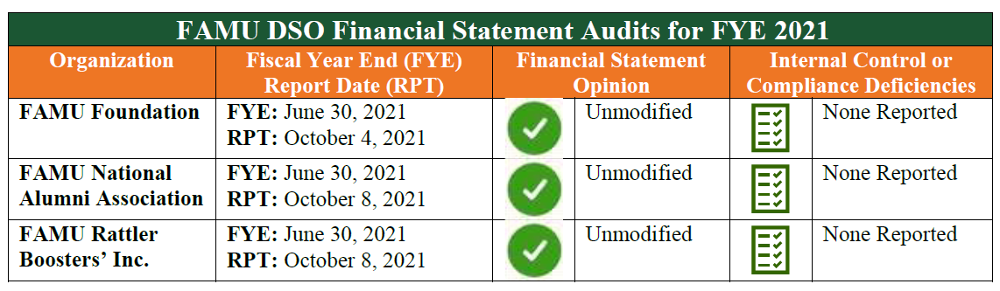 FAMU DSO Financial Statement Audits for FYE 2021
Organization
Fiscal Year End (FYE)
Report Date (RPT)
Financial Statement
Opinion
Internal Control or
Compliance Deficiencies
FAMU Foundation
FYE: June 30, 2021
RPT: October 4, 2021
Unmodified
None Reported
FAMU National
Alumni Association
FYE: June 30, 2021
RPT: October 8, 2021
Unmodified
None Reported
FAMU Rattler
Boosters’ Inc.
FYE: June 30, 2021
RPT: October 8, 2021
Unmodified
None Reported